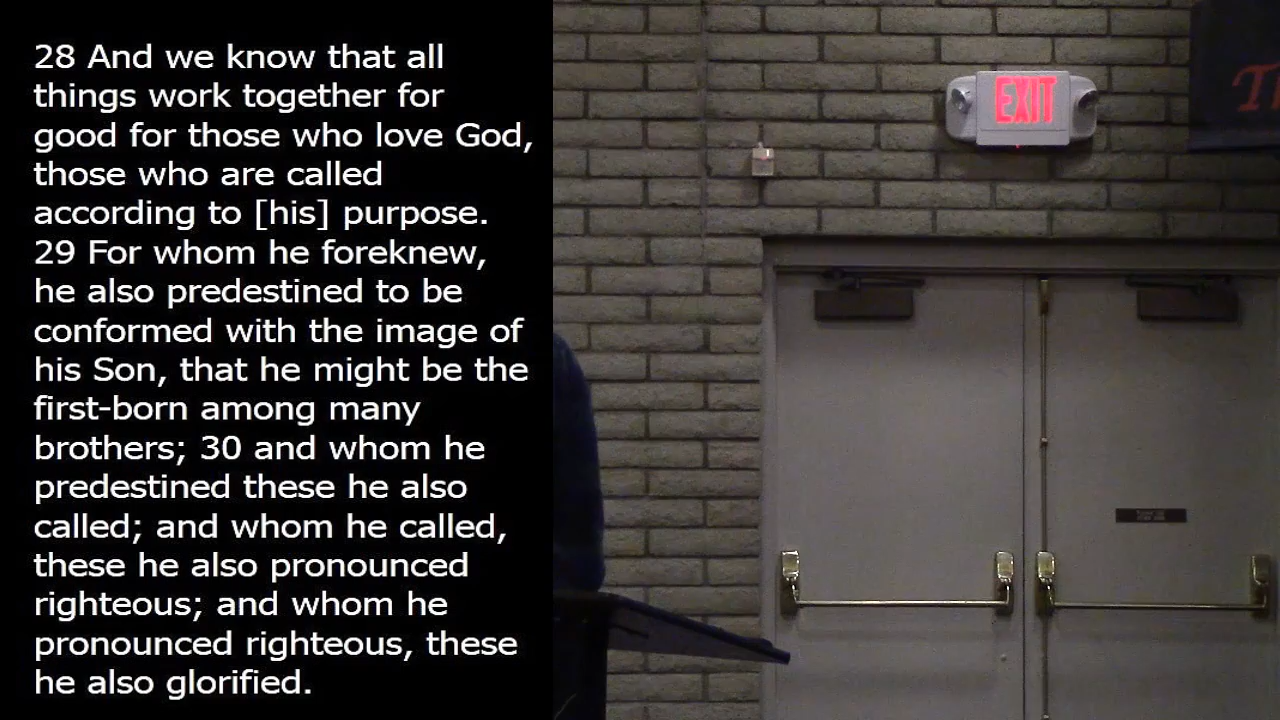 28 And we know that all
things work together for
good for those who love God,
those who are called
according to [his] purpose.
29 For whom he foreknew,
he also predestined to be
conformed with the image of
his Son, that he might be the
first-born among many
brothers; 30 and whom he
predestined these he also
called; and whom he called,
these he also pronounced
righteous; and whom he
pronounced righteous, these
he also glorified.
EXIT